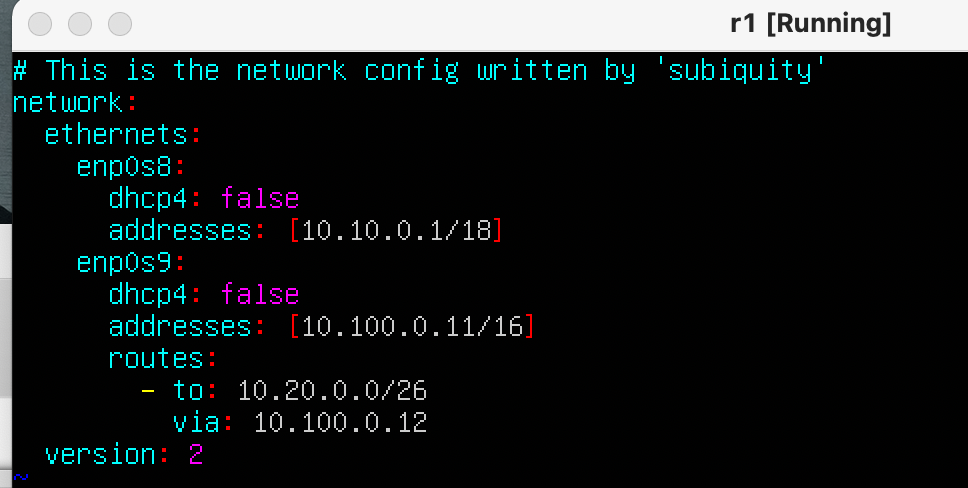 r1 [Running]
# This is the network config written by 'subiquity'
network:
  ethernets:
    enp0s8:
      dhcp4: false
      addresses: [10.10.0.1/18]
    enp0s9:
      dhcp4: false
      addresses: [10.100.0.11/16]
      routes:
        - to: 10.20.0.0/26
          via: 10.100.0.12
  version: 2
~